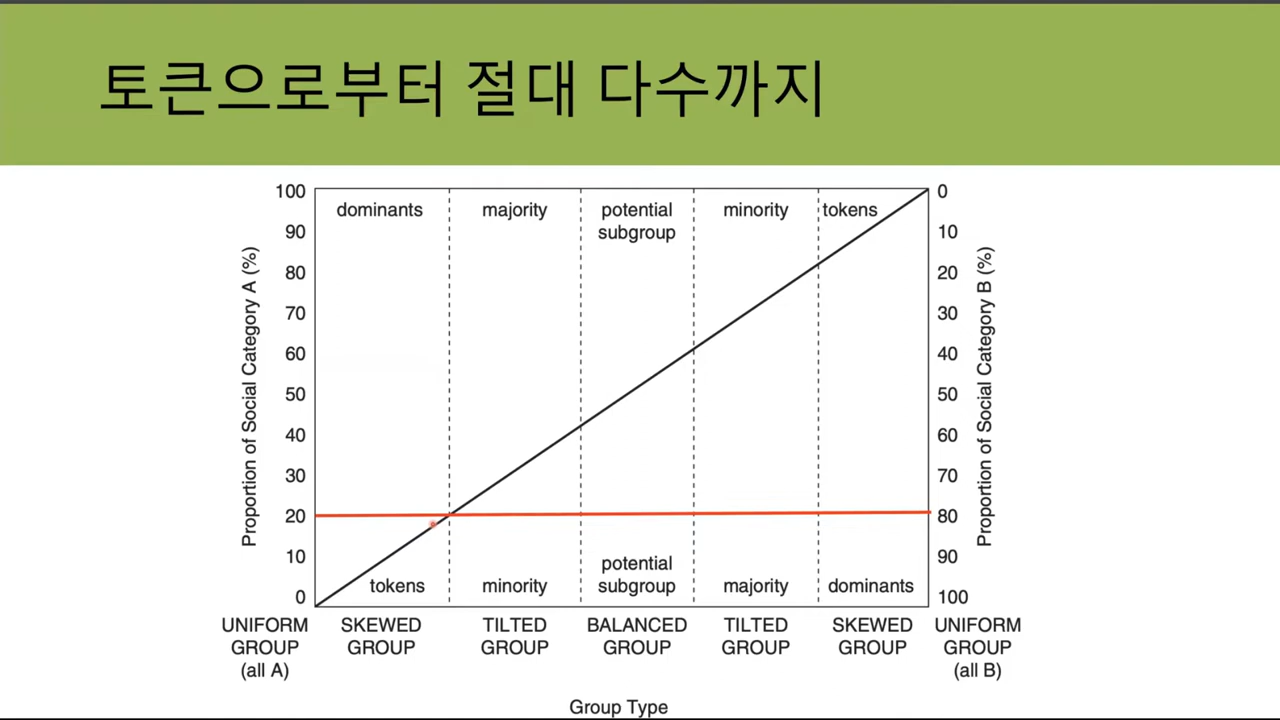 토큰으로부터 절대 다수까지
100
90
80
70
60
50
40
30
20
10
0
Proportion of Social Category A (%)
dominants
majority
potential
subgroup
minority
tokens
tokens
minority
potential
subgroup
majority
dominants
0
10
20
30
40
50
60
70
80
90
100
Proportion of Social Category B (%)
UNIFORM
GROUP
(all A)
SKEWED
GROUP
TILTED
GROUP
BALANCED
GROUP
TILTED
GROUP
SKEWED
GROUP
UNIFORM
GROUP
(all B)
Group Type